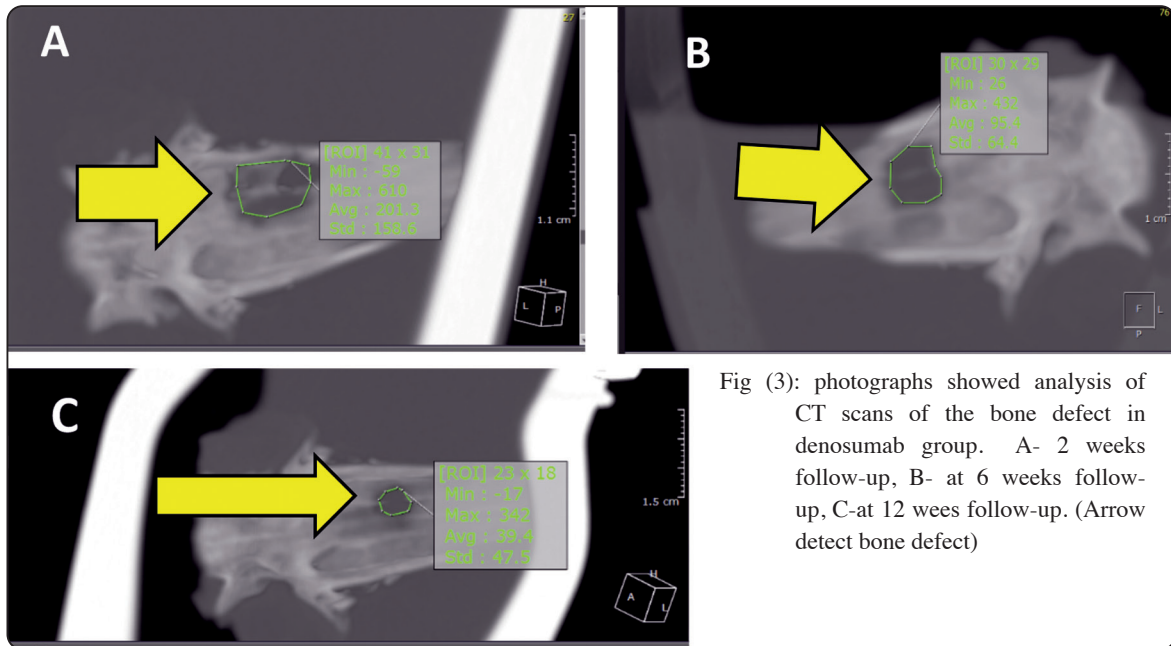 A
27
[ROI] 41 x 31
Min : -59
Max : 610
Avg : 201.3
Std : 158.6
1.1 cm
H
L P
B
76
[ROI] 30 x 29
Min : 26
Max : 432
Avg : 95.4
Std : 64.4
1 cm
F L
P
C
[ROI] 23 x 18
Min : -17
Max : 342
Avg : 39.4
Std : 47.5
1.5 cm
H
A L
Fig (3): photographs showed analysis of
CT scans of the bone defect in
denosumab group. A- 2 weeks
follow-up, B- at 6 weeks follow-
up, C-at 12 wees follow-up. (Arrow
detect bone defect)